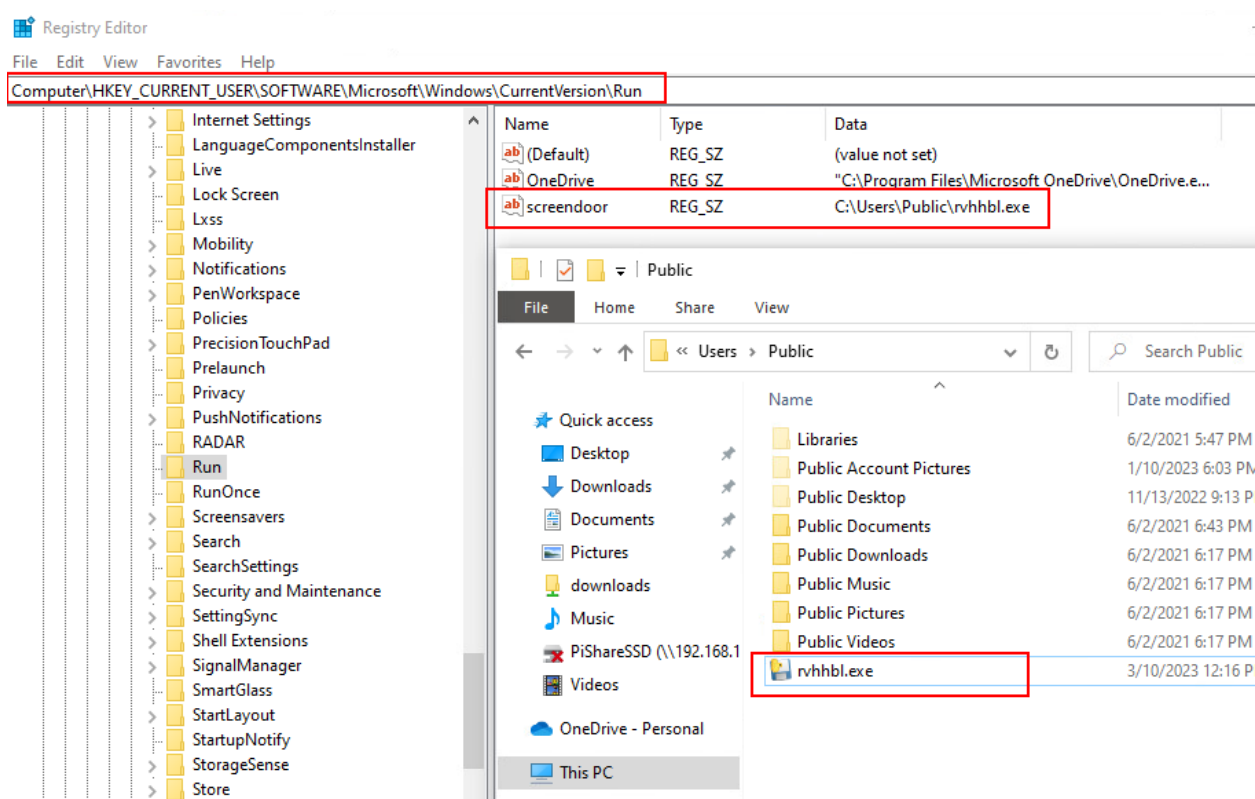 Registry Editor
File Edit View Favorites Help
Computer\HKEY_CURRENT_USER\SOFTWARE\Microsoft\Windows\CurrentVersion\Run
Internet Settings
LanguageComponentsInstaller
Live
Lock Screen
Lxss
Mobility
Notifications
PenWorkspace
Policies
PrecisionTouchPad
Prelaunch
Privacy
PushNotifications
RADAR
Run
RunOnce
Screensavers
Search
SearchSettings
Security and Maintenance
SettingSync
Shell Extensions
SignalManager
SmartGlass
StartLayout
StartupNotify
StorageSense
Store
Name Type Data
ab (Default) REG_SZ (value not set)
ab OneDrive REG_SZ "C:\Program Files\Microsoft OneDrive\OneDrive.e...
ab screendoor REG_SZ C:\Users\Public\rvhhbl.exe
Public
File Home Share View
« Users > Public
Search Public
Quick access
Desktop
Downloads
Documents
Pictures
downloads
Music
PiShareSSD (\\192.168.1
Videos
OneDrive - Personal
This PC
Name Date modified
Libraries 6/2/2021 5:47 PM
Public Account Pictures 1/10/2023 6:03 PM
Public Desktop 11/13/2022 9:13 P
Public Documents 6/2/2021 6:43 PM
Public Downloads 6/2/2021 6:17 PM
Public Music 6/2/2021 6:17 PM
Public Pictures 6/2/2021 6:17 PM
Public Videos 6/2/2021 6:17 PM
rvhhbl.exe 3/10/2023 12:16 P